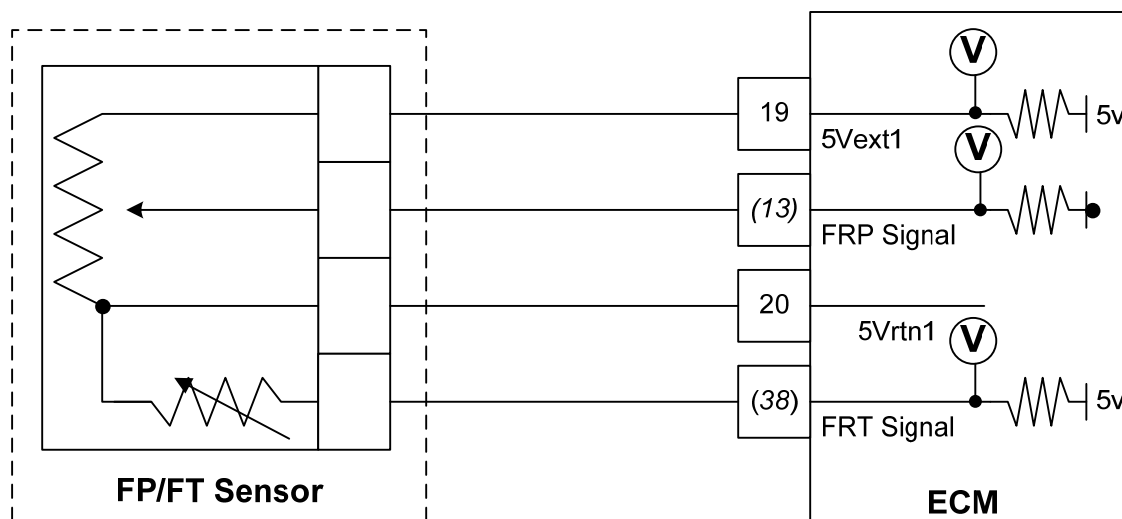 V
19
5Vext1
5v
V
(13)
FRP Signal
20
5Vrtn1
V
(38)
FRT Signal
5v
FP/FT Sensor
ECM